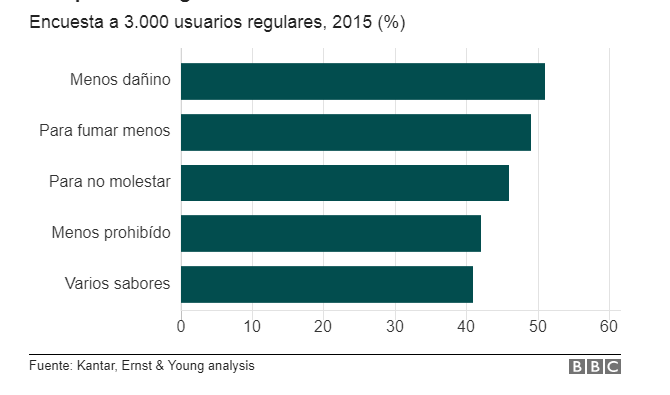 Encuesta a 3.000 usuarios regulares, 2015 (%)
Menos dañino
Para fumar menos
Para no molestar
Menos prohibído
Varios sabores
0 10 20 30 40 50 60
Fuente: Kantar, Ernst & Young analysis
BBC